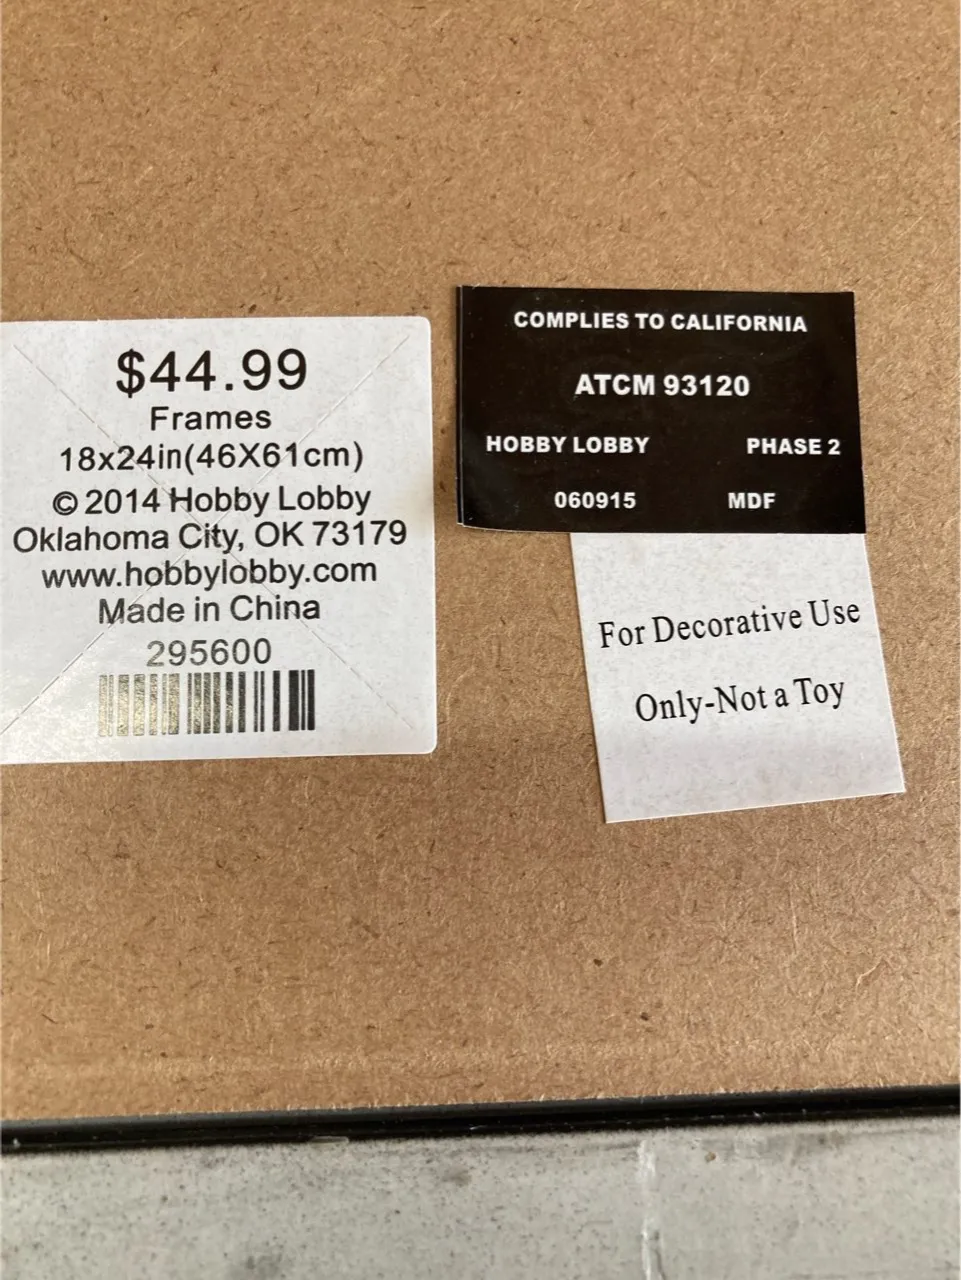 $44.99
Frames
18x24in(46X61cm)
© 2014 Hobby Lobby
Oklahoma City, OK 73179
www.hobbylobby.com
Made in China
295600
COMPLIES TO CALIFORNIA
ATCM 93120
HOBBY LOBBY PHASE 2
060915 MDF
For Decorative Use
Only-Not a Toy